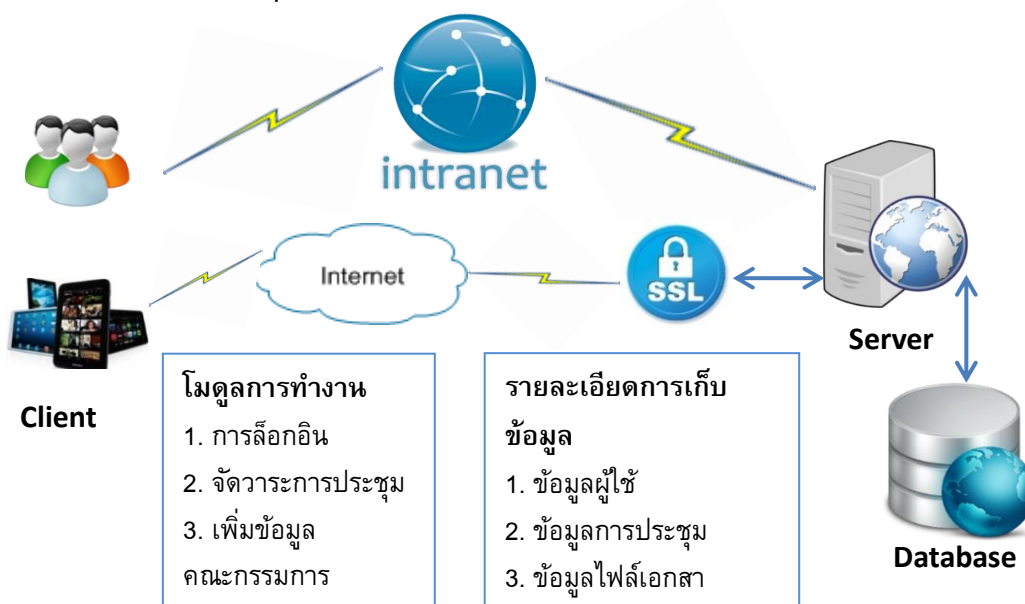 intranet
Internet
SSL
Server
Client
โมดูลการทำงาน
1. การล็อกอิน
2. จัดวาระการประชุม
3. เพิ่มข้อมูล
คณะกรรมการ
รายละเอียดการเก็บ
ข้อมูล
1. ข้อมูลผู้ใช้
2. ข้อมูลการประชุม
3. ข้อมูลไฟล์เอกสา
Database